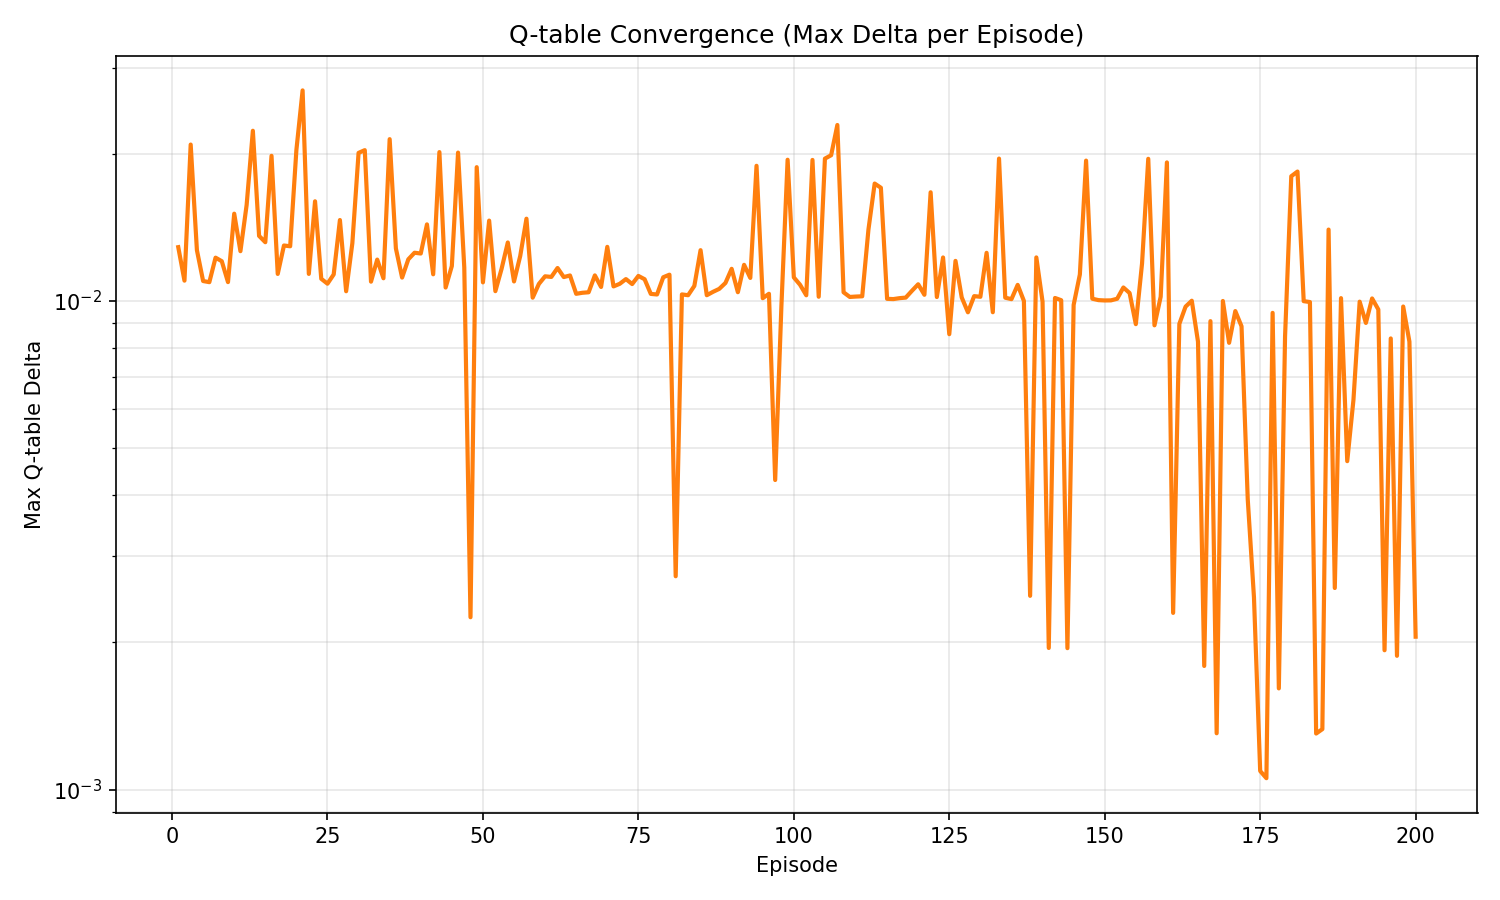 Q-table Convergence (Max Delta per Episode)
Max Q-table Delta
10⁻²
10⁻³
0 25 50 75 100 125 150 175 200
Episode